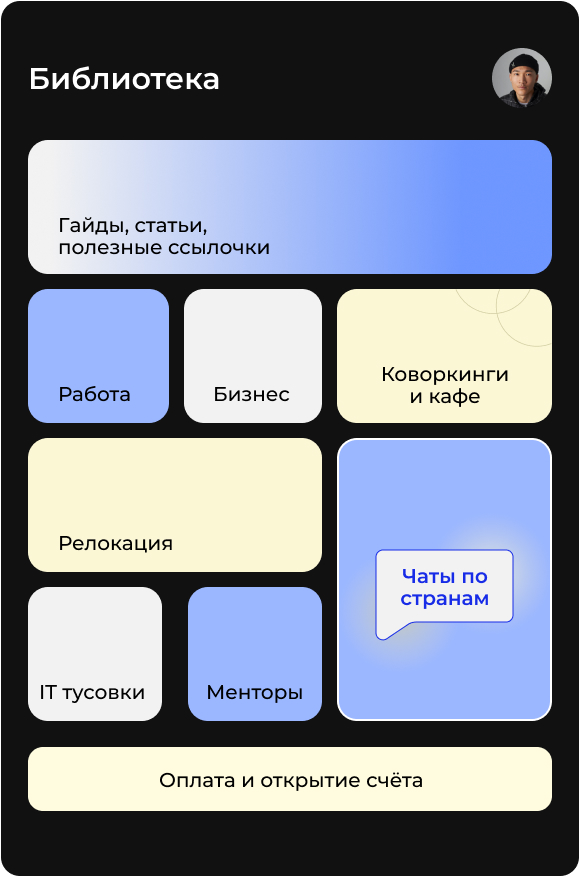 Библиотека
Гайды, статьи,
полезные ссылочки
Работа
Бизнес
Коворкинги
и кафе
Релокация
Чаты по
странам
IT тусовки
Менторы
Оплата и открытие счёта